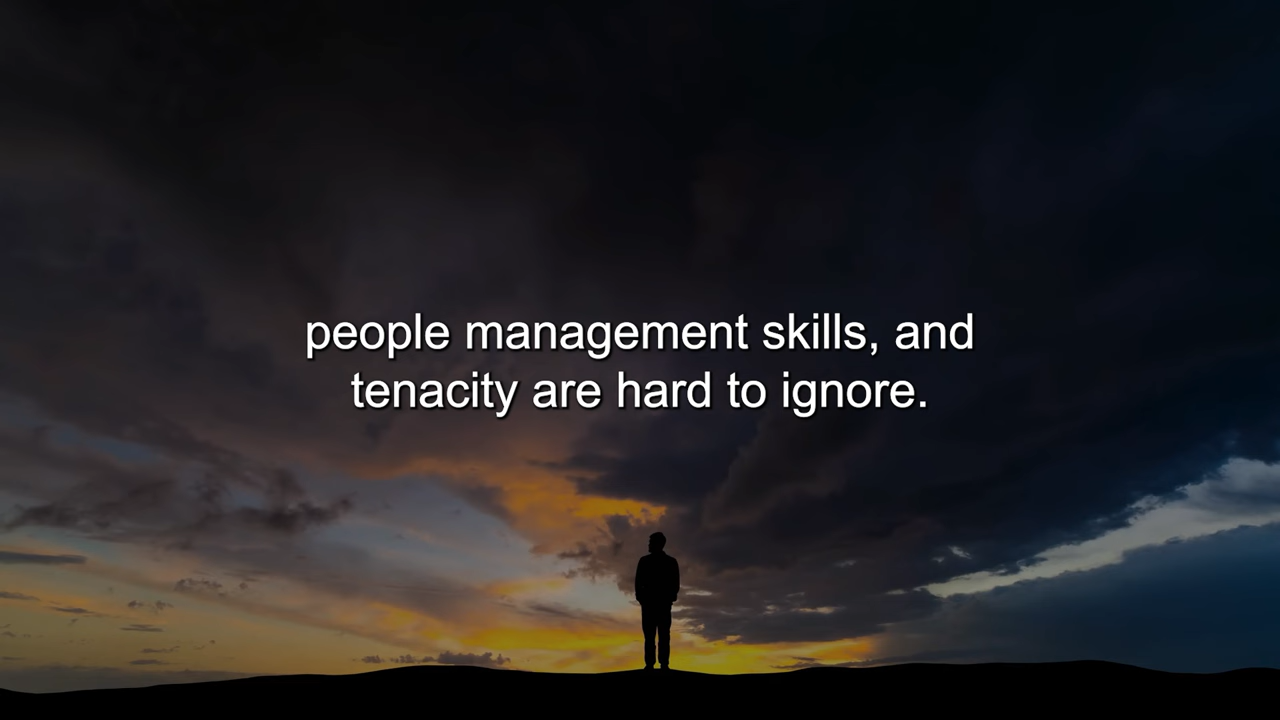 people management skills, and
tenacity are hard to ignore.